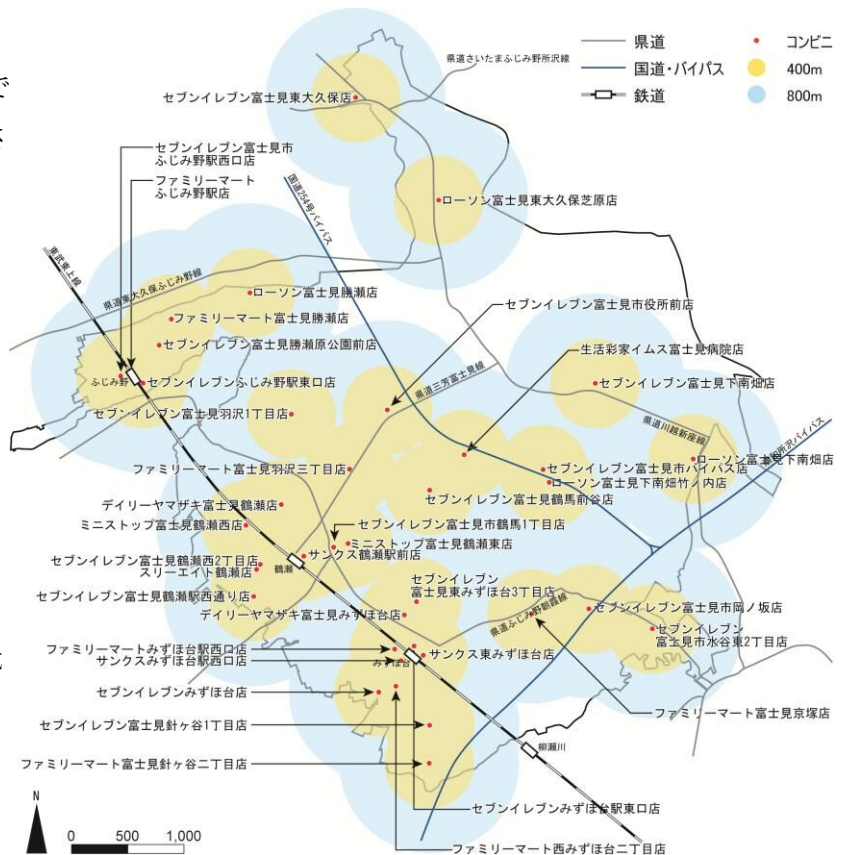 県道
国道・バイパス
鉄道
コンビニ
400m
800m
県道さいたまふじみ野所沢線
セブンイレブン富士見東大久保店
セブンイレブン富士見市
ふじみ野駅西口店
ファミリーマート
ふじみ野駅店
国道254号バイパス
ローソン富士見東大久保芝原店
東武東上線
県道東大久保ふじみ野線
ローソン富士見勝瀬店
セブンイレブン富士見市役所前店
ファミリーマート富士見勝瀬店
セブンイレブン富士見勝瀬原公園前店
生活彩家イムス富士見病院店
ふじみ野
セブンイレブンふじみ野駅東口店
県道三芳富士見線
セブンイレブン富士見下南畑店
セブンイレブン富士見羽沢1丁目店
県道川越新座線
所沢バイパス
ファミリーマート富士見羽沢三丁目店
セブンイレブン富士見市バイパス店
ローソン富士見下南畑店
ローソン富士見下南畑竹ノ内店
セブンイレブン富士見鶴馬前谷店
デイリーヤマザキ富士見鶴瀬店
ミニストップ富士見鶴瀬西店
セブンイレブン富士見市鶴馬1丁目店
ミニストップ富士見鶴瀬東店
サンクス鶴瀬駅前店
セブンイレブン富士見鶴瀬西2丁目店
スリーエイト鶴瀬店
鶴瀬
セブンイレブン
富士見東みずほ台3丁目店
セブンイレブン富士見鶴瀬駅西通り店
デイリーヤマザキ富士見みずほ台店
県道ふじみ野朝霞線
セブンイレブン富士見市岡ノ坂店
セブンイレブン
富士見市水谷東2丁目店
ファミリーマートみずほ台駅西口店
サンクスみずほ台駅西口店
みずほ台
サンクス東みずほ台店
セブンイレブンみずほ台店
ファミリーマート富士見京塚店
セブンイレブン富士見針ヶ谷1丁目店
柳瀬川
ファミリーマート富士見針ヶ谷二丁目店
セブンイレブンみずほ台駅東口店
ファミリーマート西みずほ台二丁目店
N
0 500 1,000